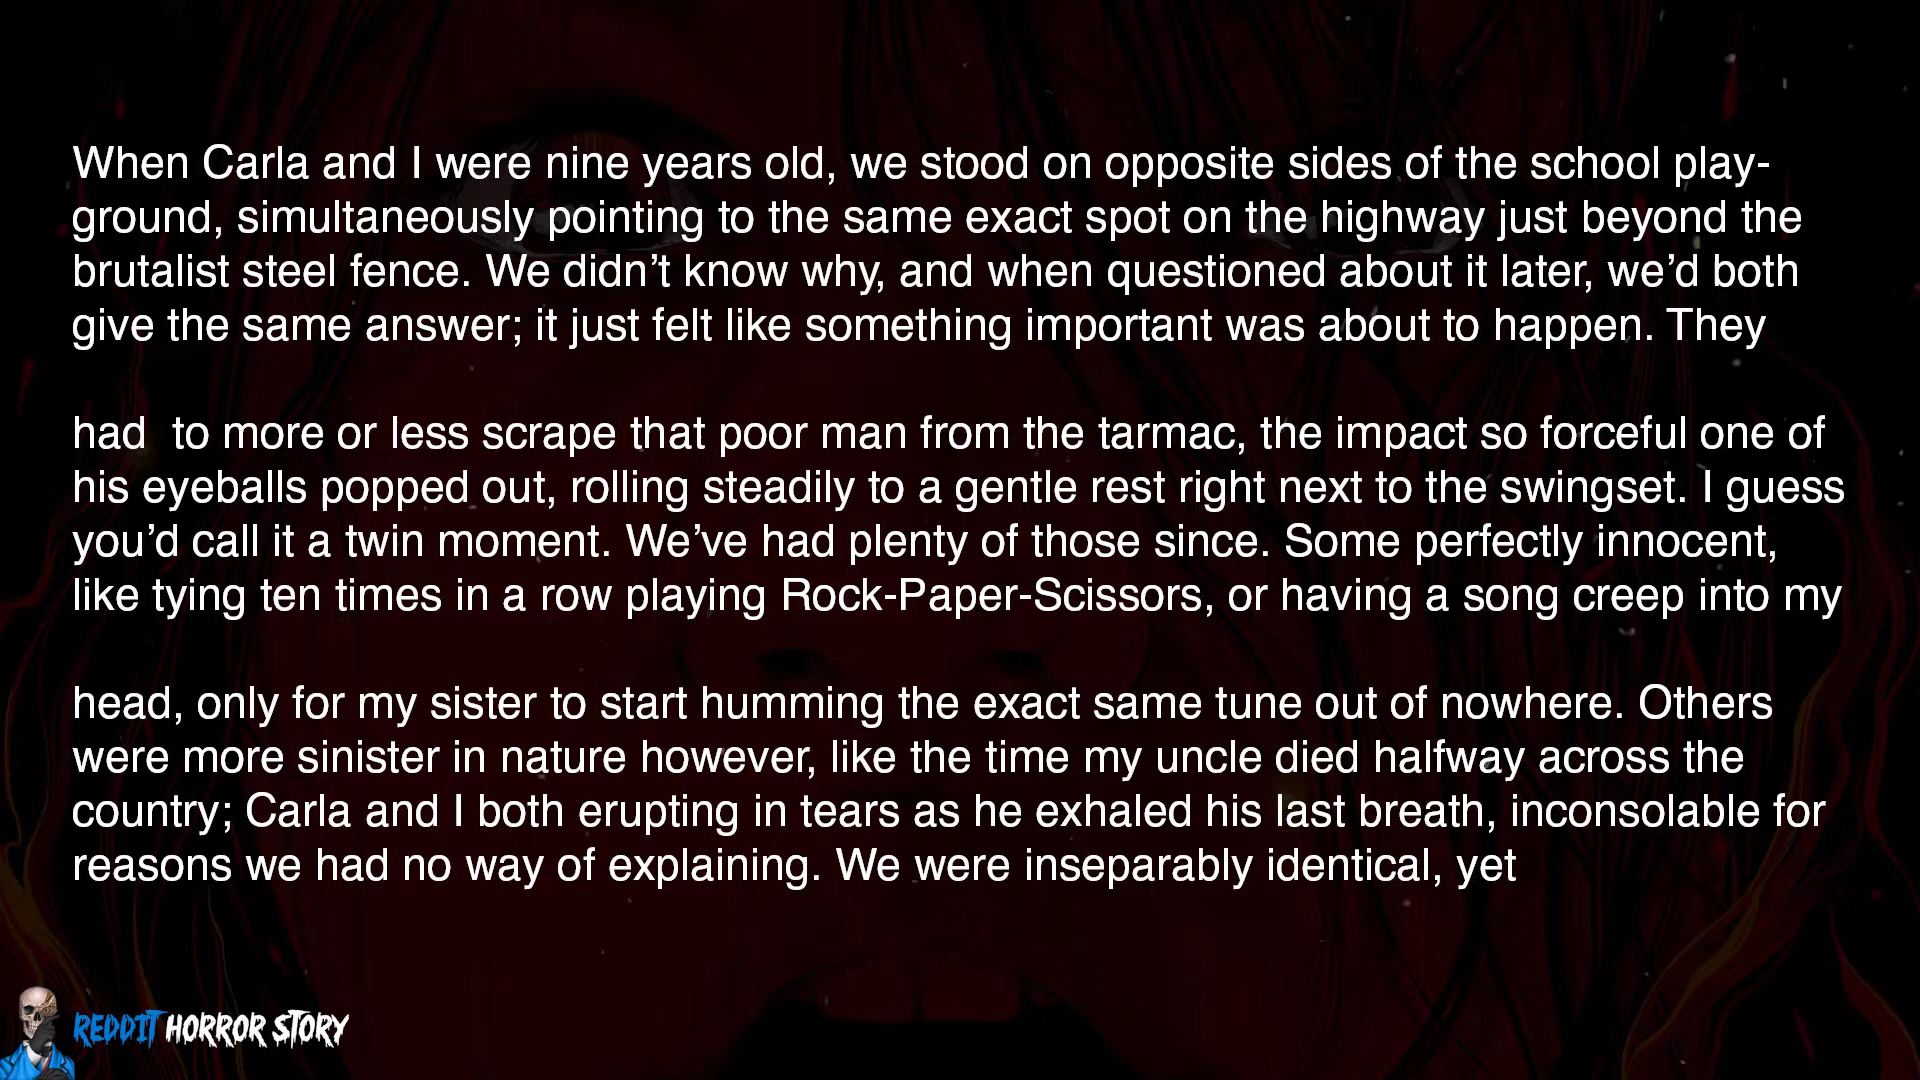 When Carla and I were nine years old, we stood on opposite sides of the school play-
ground, simultaneously pointing to the same exact spot on the highway just beyond the
brutalist steel fence. We didn’t know why, and when questioned about it later, we’d both
give the same answer; it just felt like something important was about to happen. They
had  to more or less scrape that poor man from the tarmac, the impact so forceful one of
his eyeballs popped out, rolling steadily to a gentle rest right next to the swingset. I guess
you’d call it a twin moment. We’ve had plenty of those since. Some perfectly innocent,
like tying ten times in a row playing Rock-Paper-Scissors, or having a song creep into my
head, only for my sister to start humming the exact same tune out of nowhere. Others
were more sinister in nature however, like the time my uncle died halfway across the
country; Carla and I both erupting in tears as he exhaled his last breath, inconsolable for
reasons we had no way of explaining. We were inseparably identical, yet
REDDIT HORROR STORY